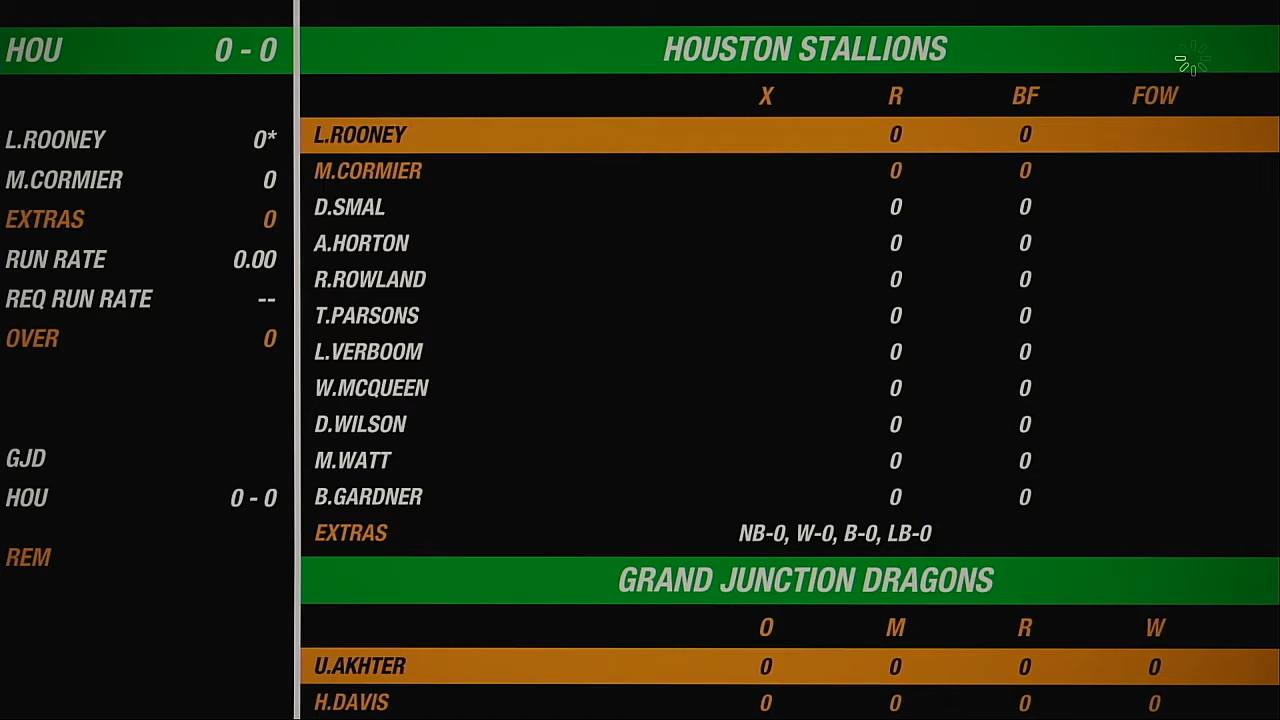 HOU 0 - 0
L.ROONEY 0*
M.CORMIER 0
EXTRAS 0
RUN RATE 0.00
REQ RUN RATE --
OVER 0
GJD
HOU 0 - 0
REM
HOUSTON STALLIONS
X R BF FOW
L.ROONEY 0 0
M.CORMIER 0 0
D.SMAL 0 0
A.HORTON 0 0
R.ROWLAND 0 0
T.PARSONS 0 0
L.VERBOOM 0 0
W.MCQUEEN 0 0
D.WILSON 0 0
M.WATT 0 0
B.GARDNER 0 0
EXTRAS NB-0, W-0, B-0, LB-0
GRAND JUNCTION DRAGONS
O M R W
U.AKHTER 0 0 0 0
H.DAVIS 0 0 0 0